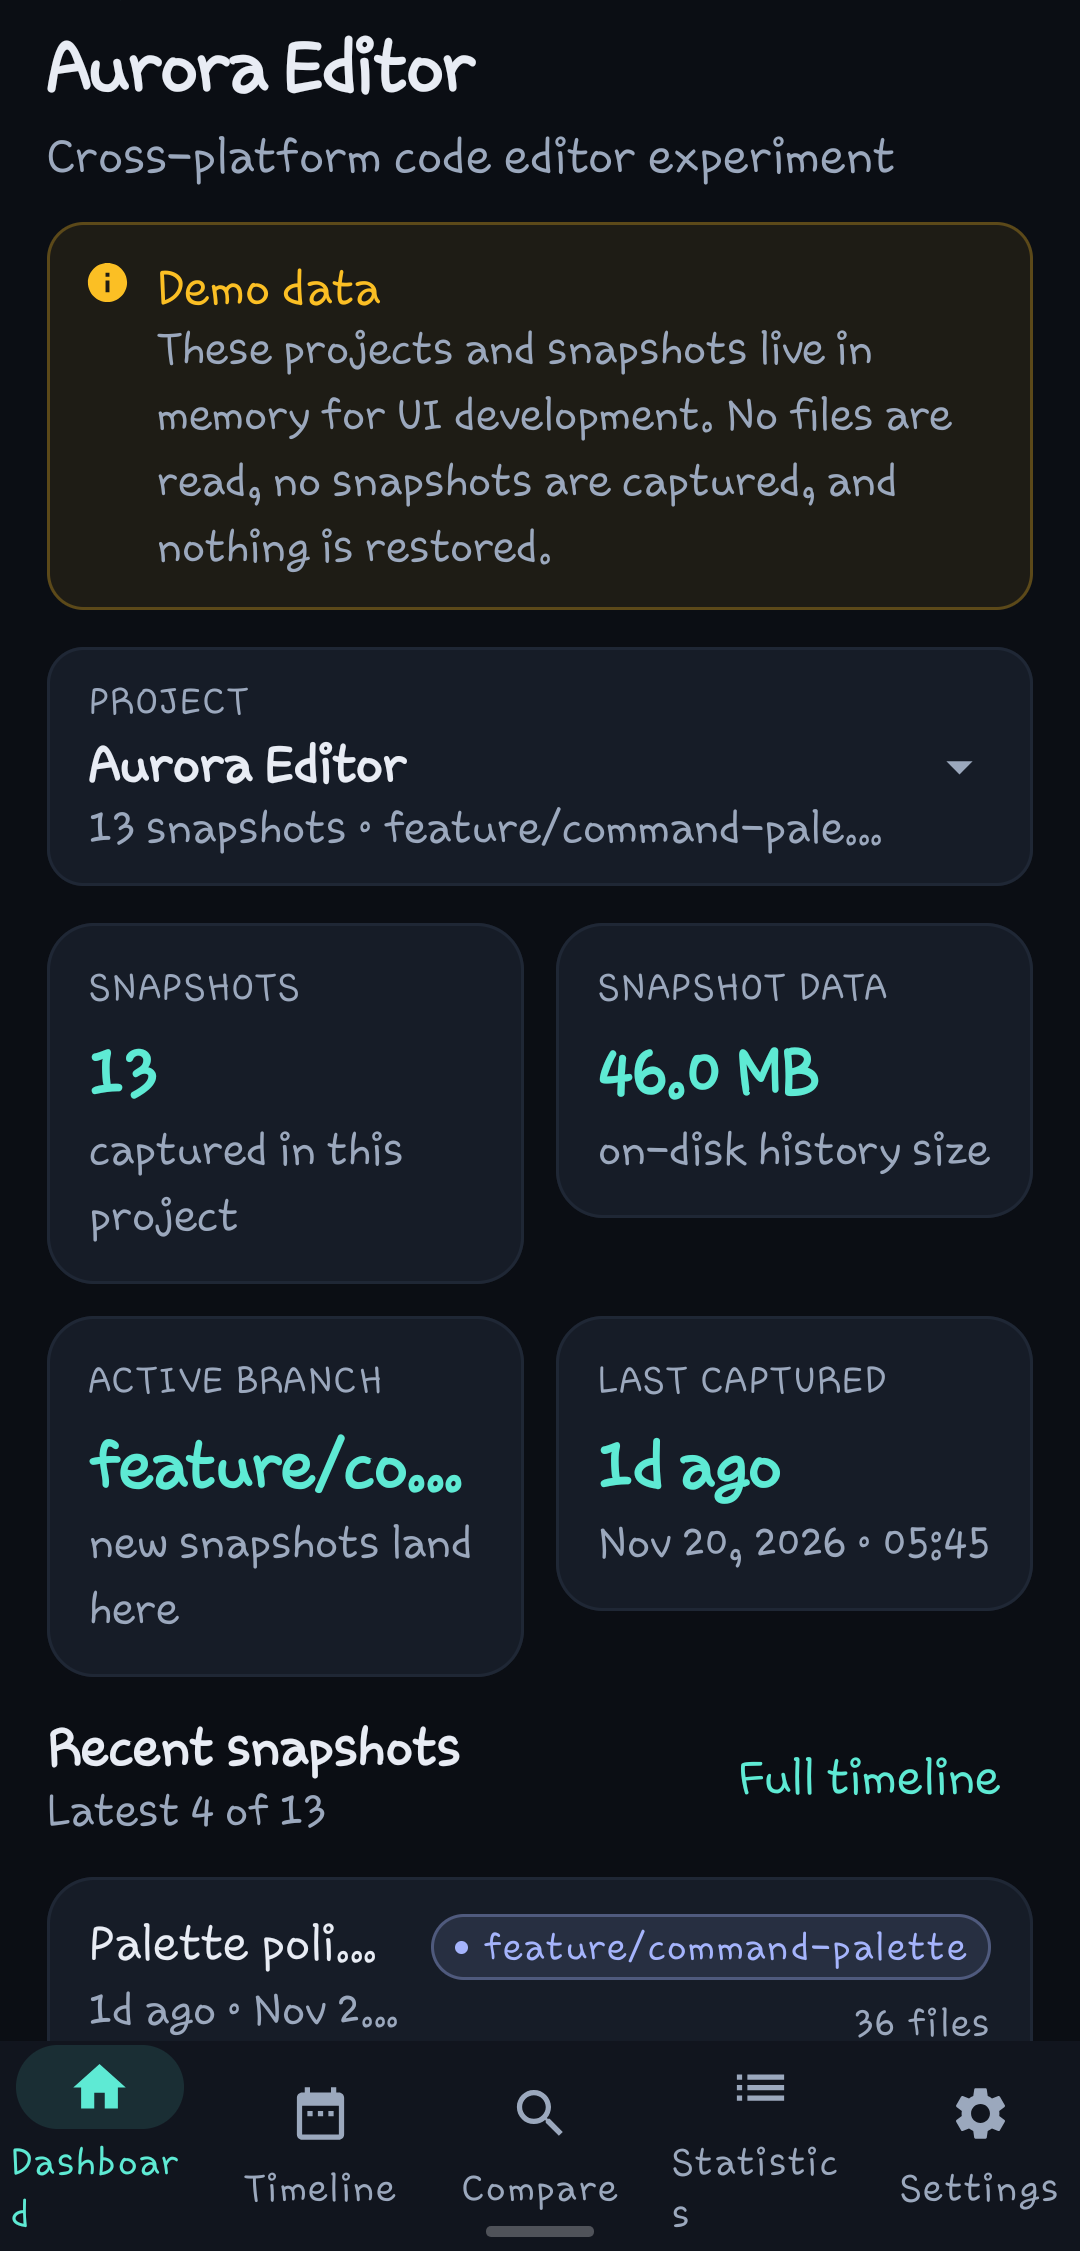 Aurora Editor
Cross-platform code editor experiment
Demo data
These projects and snapshots live in
memory for UI development. No files are
read, no snapshots are captured, and
nothing is restored.
PROJECT
Aurora Editor
13 snapshots • feature/command-pale...
SNAPSHOTS
13
captured in this
project
SNAPSHOT DATA
46.0 MB
on-disk history size
ACTIVE BRANCH
feature/co...
new snapshots land
here
LAST CAPTURED
1d ago
Nov 20, 2026 • 05:45
Recent snapshots
Latest 4 of 13
Full timeline
Palette poli...
• feature/command-palette
1d ago • Nov 2...
36 files
Dashboar
d
Timeline
Compare
Statistic
s
Settings